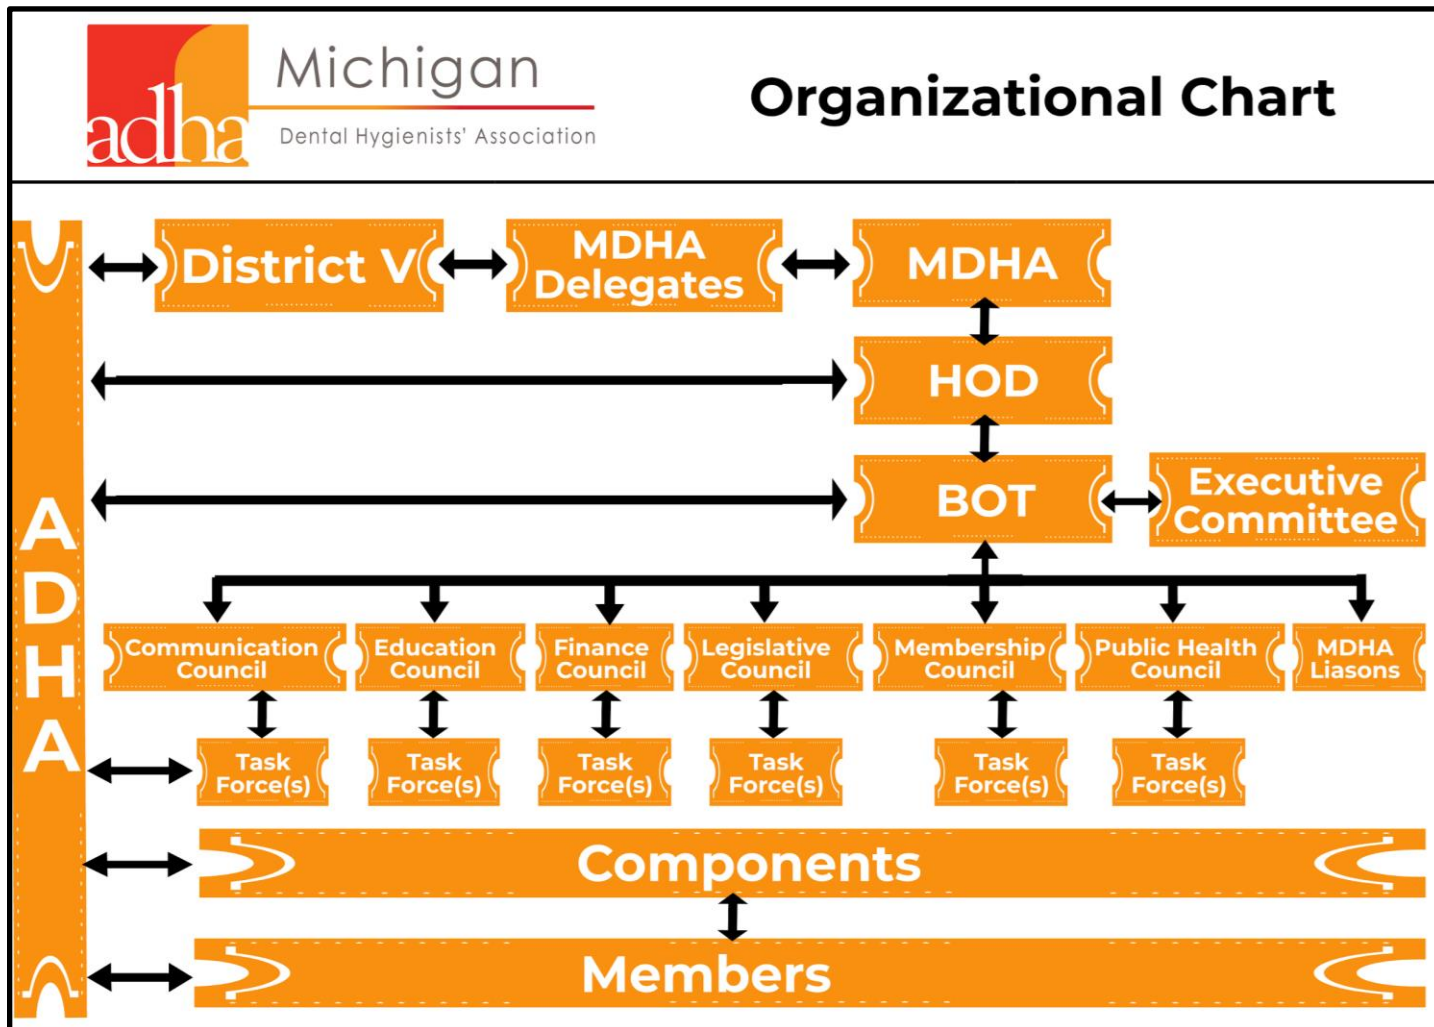 adha
Michigan
Dental Hygienists' Association
Organizational Chart
ADHA
District V
MDHA
Delegates
MDHA
HOD
BOT
Executive
Committee
Communication
Council
Education
Council
Finance
Council
Legislative
Council
Membership
Council
Public Health
Council
MDHA
Liasons
Task
Force(s)
Task
Force(s)
Task
Force(s)
Task
Force(s)
Task
Force(s)
Task
Force(s)
Components
Members